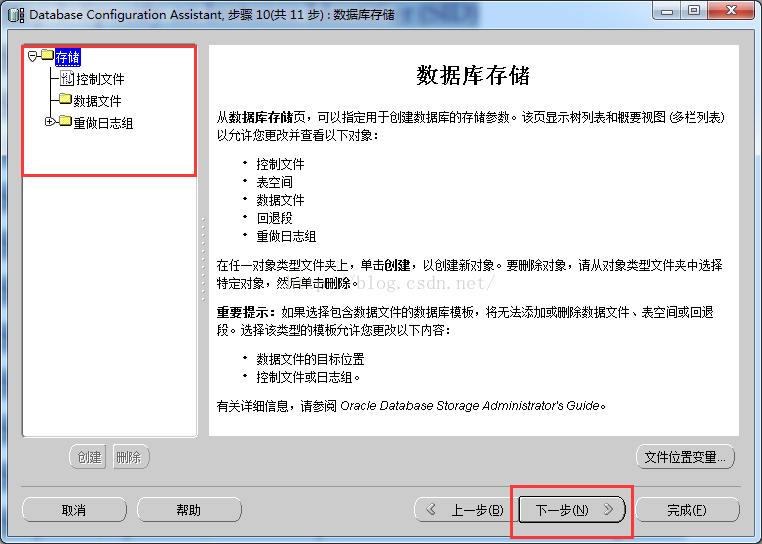 Database Configuration Assistant, 步骤 10(共 11 步) : 数据库存储
存储
控制文件
数据文件
重做日志组
数据库存储
从数据库存储页，可以指定用于创建数据库的存储参数。该页显示树列表和概要视图 (多栏列表)
以允许您更改并查看以下对象：
• 控制文件
• 表空间
• 数据文件
• 回退段
• 重做日志组
在任一对象类型文件夹上，单击创建，以创建新对象。要删除对象，请从对象类型文件夹中选择
特定对象，然后单击删除。
blog.csdn.net/
重要提示：如果选择包含数据文件的数据库模板，将无法添加或删除数据文件、表空间或回退
段。选择该类型的模板允许您更改以下内容：
• 数据文件的目标位置
• 控制文件或日志组。
有关详细信息，请参阅 Oracle Database Storage Administrator's Guide。
创建
删除
文件位置变量...
取消
帮助
上一步(B)
下一步(N)
完成(F)